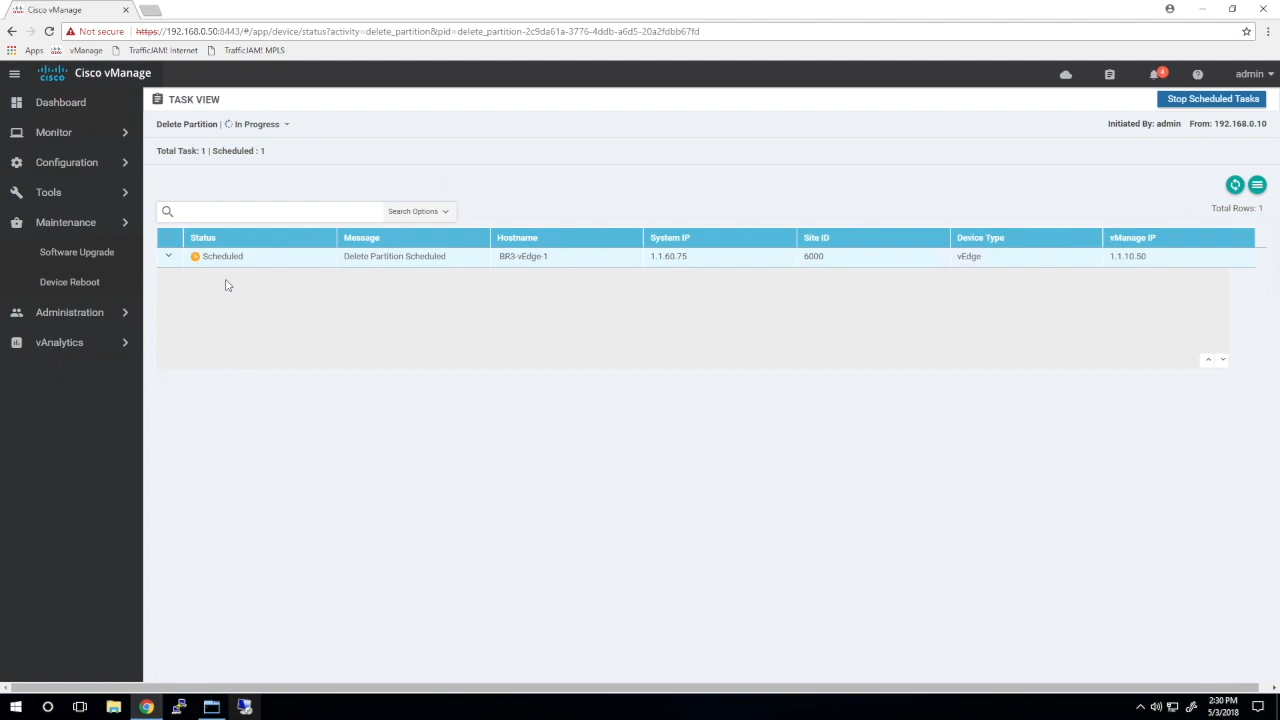 Cisco vManage
Not secure | https://192.168.0.50:8443/#/app/device/status?activity=delete_partition&pid=delete_partition-2c9da61a-3776-4ddb-a6d5-20a2fdbb67fd
Apps vManage TrafficJAM! Internet TrafficJAM! MPLS
CISCO Cisco vManage 4 admin
Dashboard
Monitor
Configuration
Tools
Maintenance
Software Upgrade
Device Reboot
Administration
vAnalytics
TASK VIEW Stop Scheduled Tasks
Delete Partition | In Progress Initiated By: admin From: 192.168.0.10
Total Task: 1 | Scheduled : 1
Search Options Total Rows: 1
Status Message Hostname System IP Site ID Device Type vManage IP
Scheduled Delete Partition Scheduled BR3-vEdge-1 1.1.60.75 6000 vEdge 1.1.10.50
2:30 PM
5/3/2018